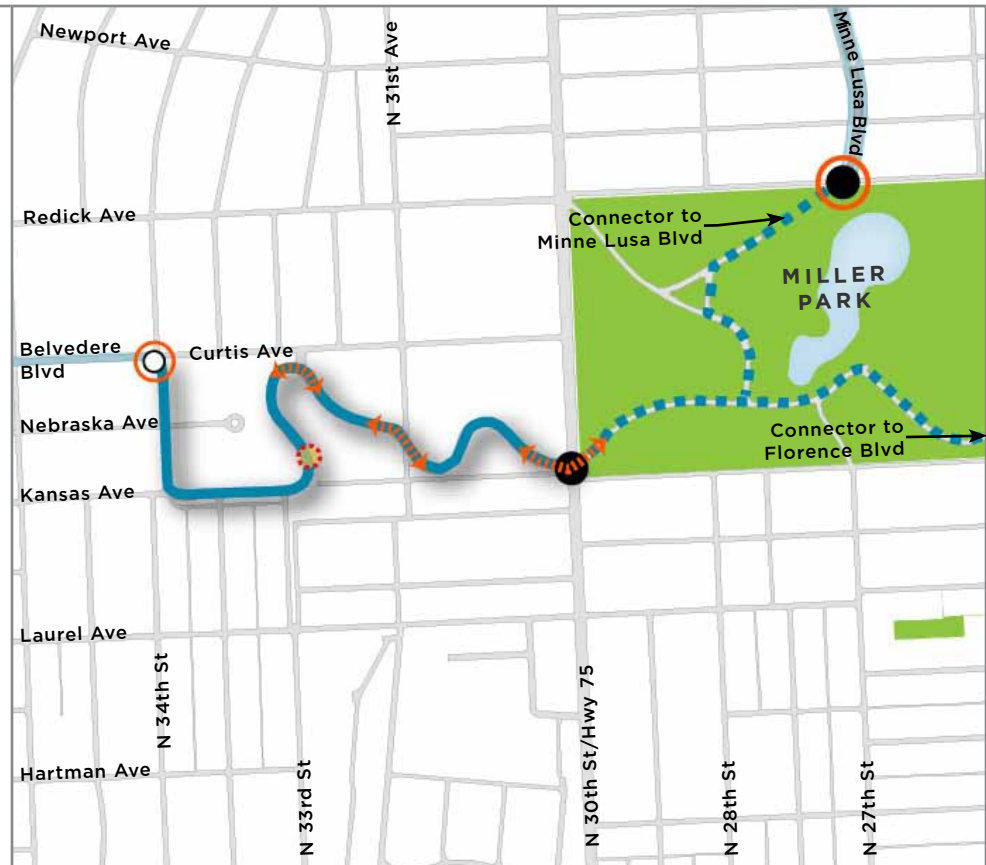 Newport Ave
N 31st Ave
Minne Lusa Blvd
Redick Ave
Connector to
Minne Lusa Blvd
MILLER
PARK
Belvedere
Blvd
Curtis Ave
Nebraska Ave
Connector to
Florence Blvd
Kansas Ave
Laurel Ave
N 34th St
N 30th St/Hwy 75
Hartman Ave
N 33rd St
N 28th St
N 27th St